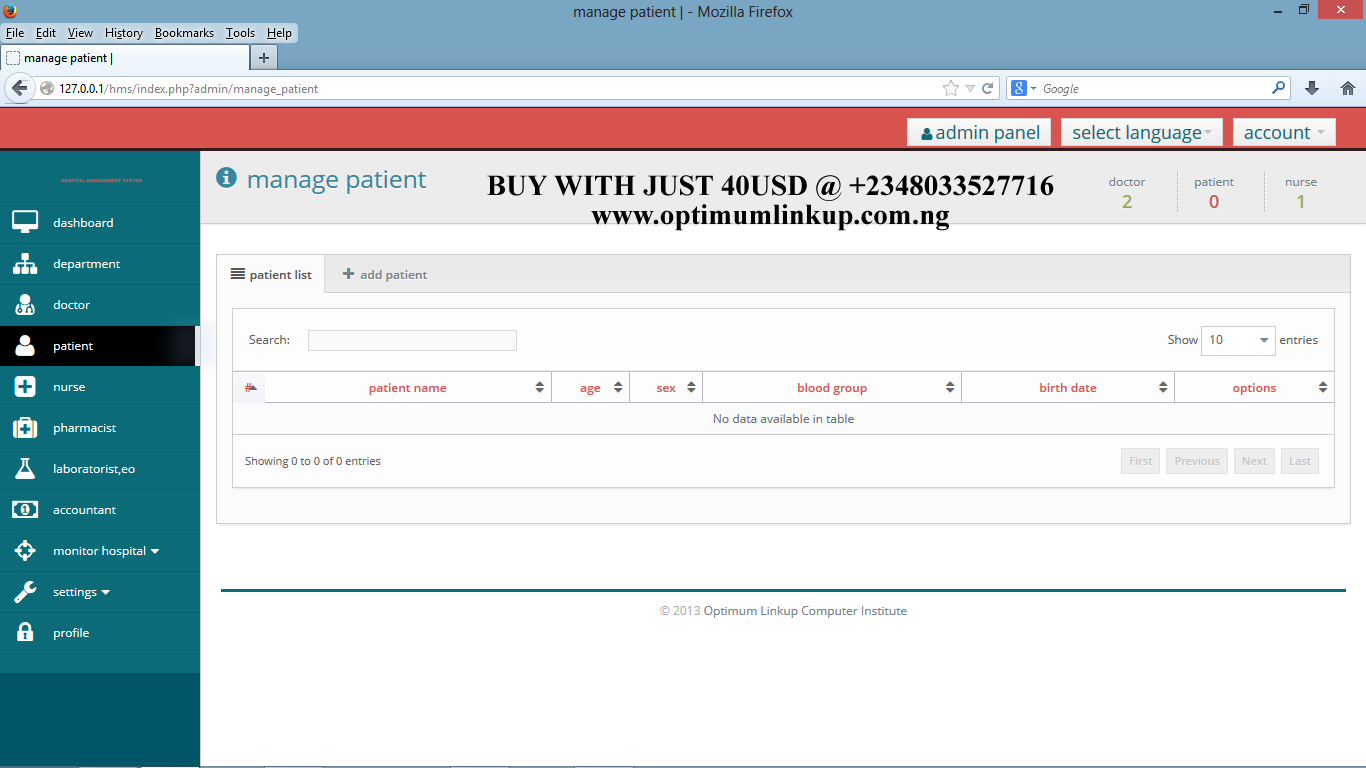 manage patient | - Mozilla Firefox
File Edit View History Bookmarks Tools Help
manage patient |
127.0.0.1/hms/index.php?admin/manage_patient
Google
admin panel select language account
HOSPITAL MANAGEMENT SYSTEM
manage patient
BUY WITH JUST 40USD @ +2348033527716
www.optimumlinkup.com.ng
doctor patient nurse
2 0 1
dashboard
department
doctor
patient
nurse
pharmacist
laboratorist,eo
accountant
monitor hospital
settings
profile
patient list add patient
Search: Show 10 entries
# patient name age sex blood group birth date options
No data available in table
Showing 0 to 0 of 0 entries First Previous Next Last
© 2013 Optimum Linkup Computer Institute